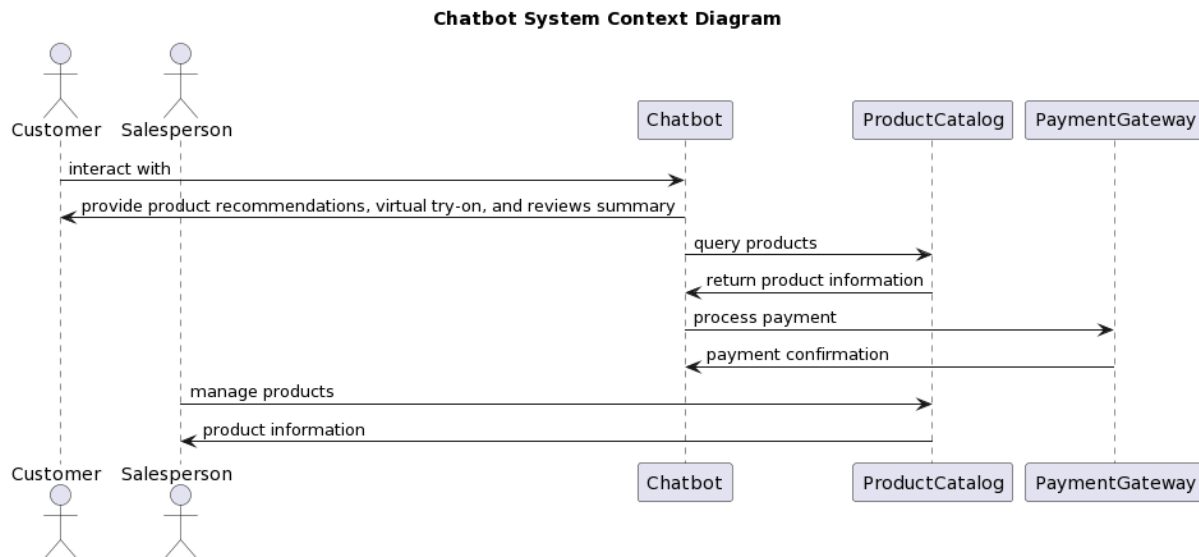 Chatbot System Context Diagram
Customer Salesperson Chatbot ProductCatalog PaymentGateway
interact with
provide product recommendations, virtual try-on, and reviews summary
query products
return product information
process payment
payment confirmation
manage products
product information
Customer Salesperson Chatbot ProductCatalog PaymentGateway